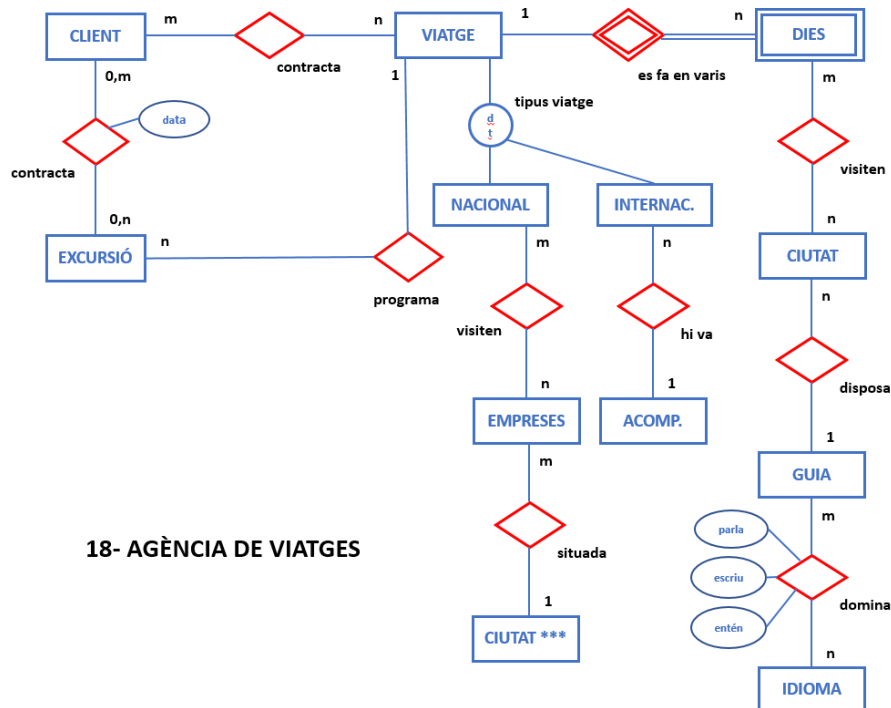 CLIENT
m
n
VIATGE
1
n
DIES
contracta
es fa en varis
0,m
1
m
data
tipus viatge
d
t
contracta
visiten
0,n
n
NACIONAL
INTERNAC.
n
EXCURSIÓ
m
n
CIUTAT
programa
n
visiten
hi va
n
1
disposa
EMPRESES
ACOMP.
1
m
GUIA
m
parla
18- AGÈNCIA DE VIATGES
situada
escriu
domina
1
entén
CIUTAT ***
n
IDIOMA